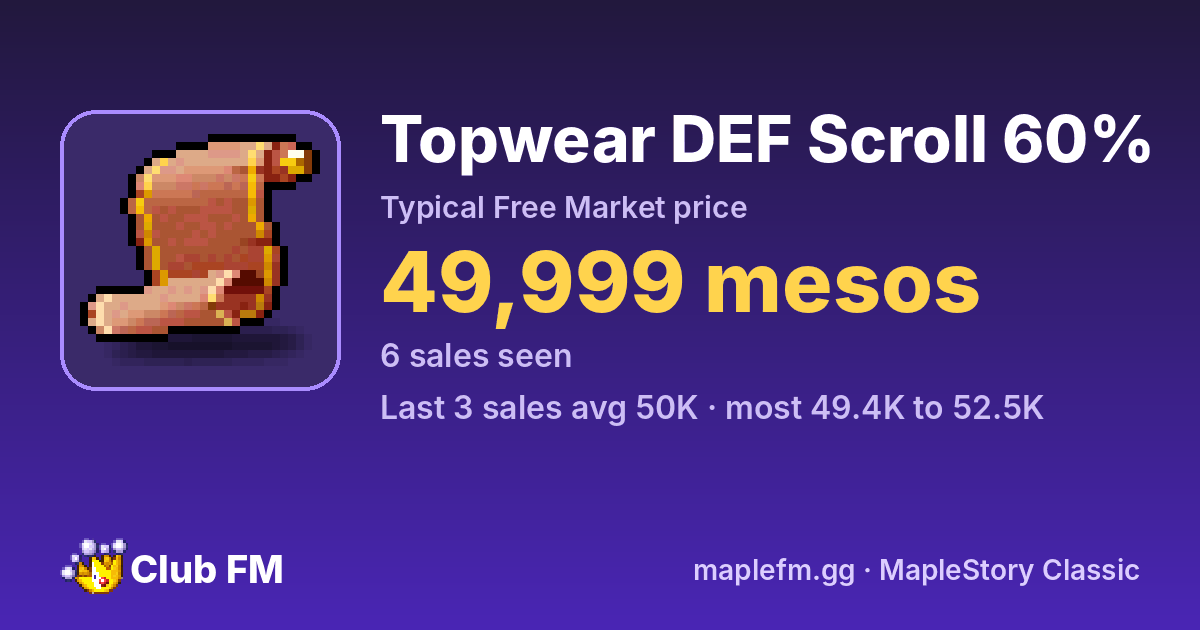 Topwear DEF Scroll 60%
Typical Free Market price
49,999 mesos
6 sales seen
Last 3 sales avg 50K · most 49.4K to 52.5K
Club FM
maplefm.gg · MapleStory Classic